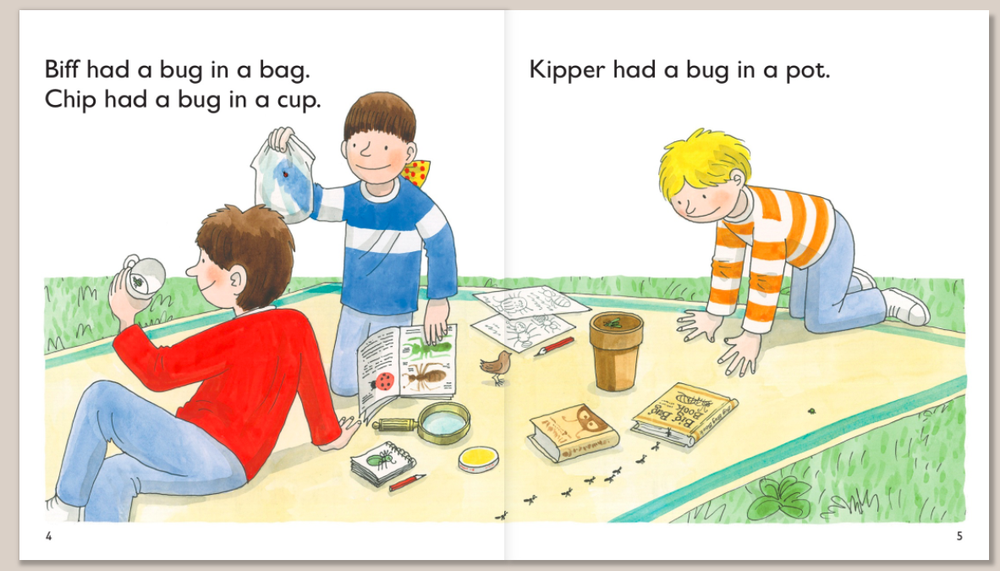 Biff had a bug in a bag.
Chip had a bug in a cup.
Kipper had a bug in a pot.
Big Bug
Book
4
5